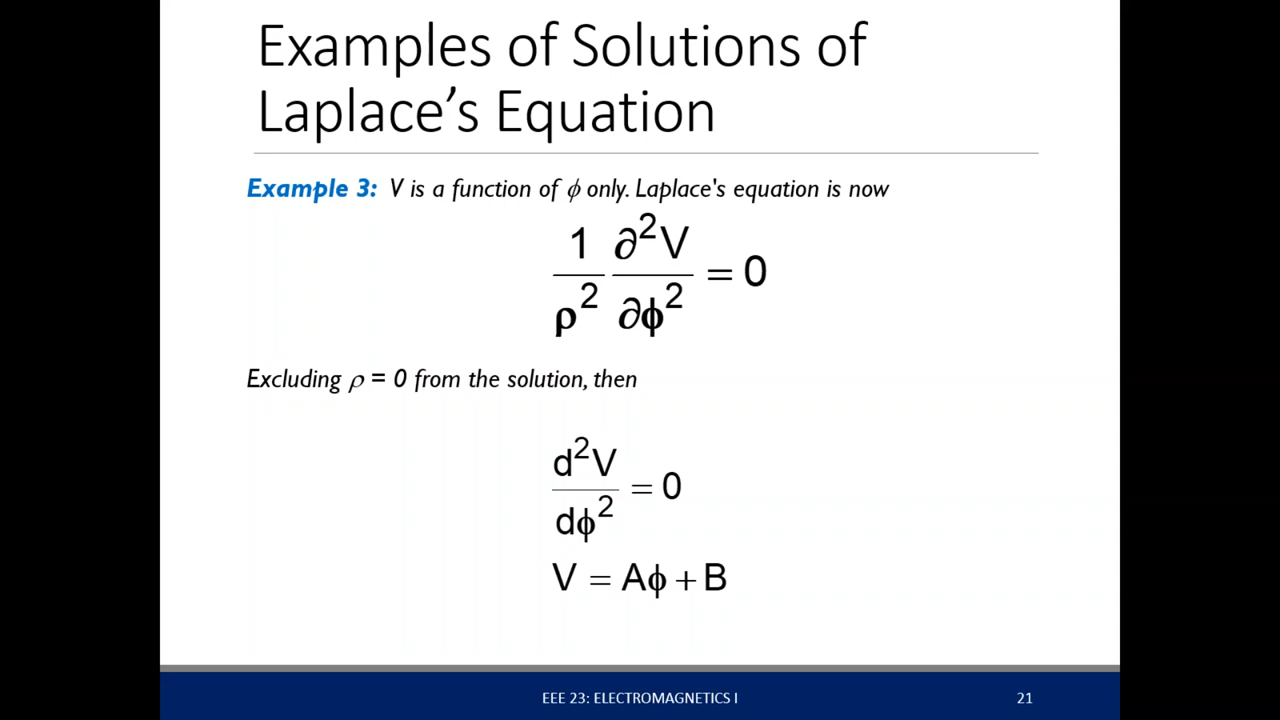 Examples of Solutions of
Laplace’s Equation
Example 3: V is a function of ϕ only. Laplace's equation is now
1/ρ² ∂²V/∂ϕ² = 0
Excluding ρ = 0 from the solution, then
d²V/dϕ² = 0
V = Aϕ + B
EEE 23: ELECTROMAGNETICS I
21